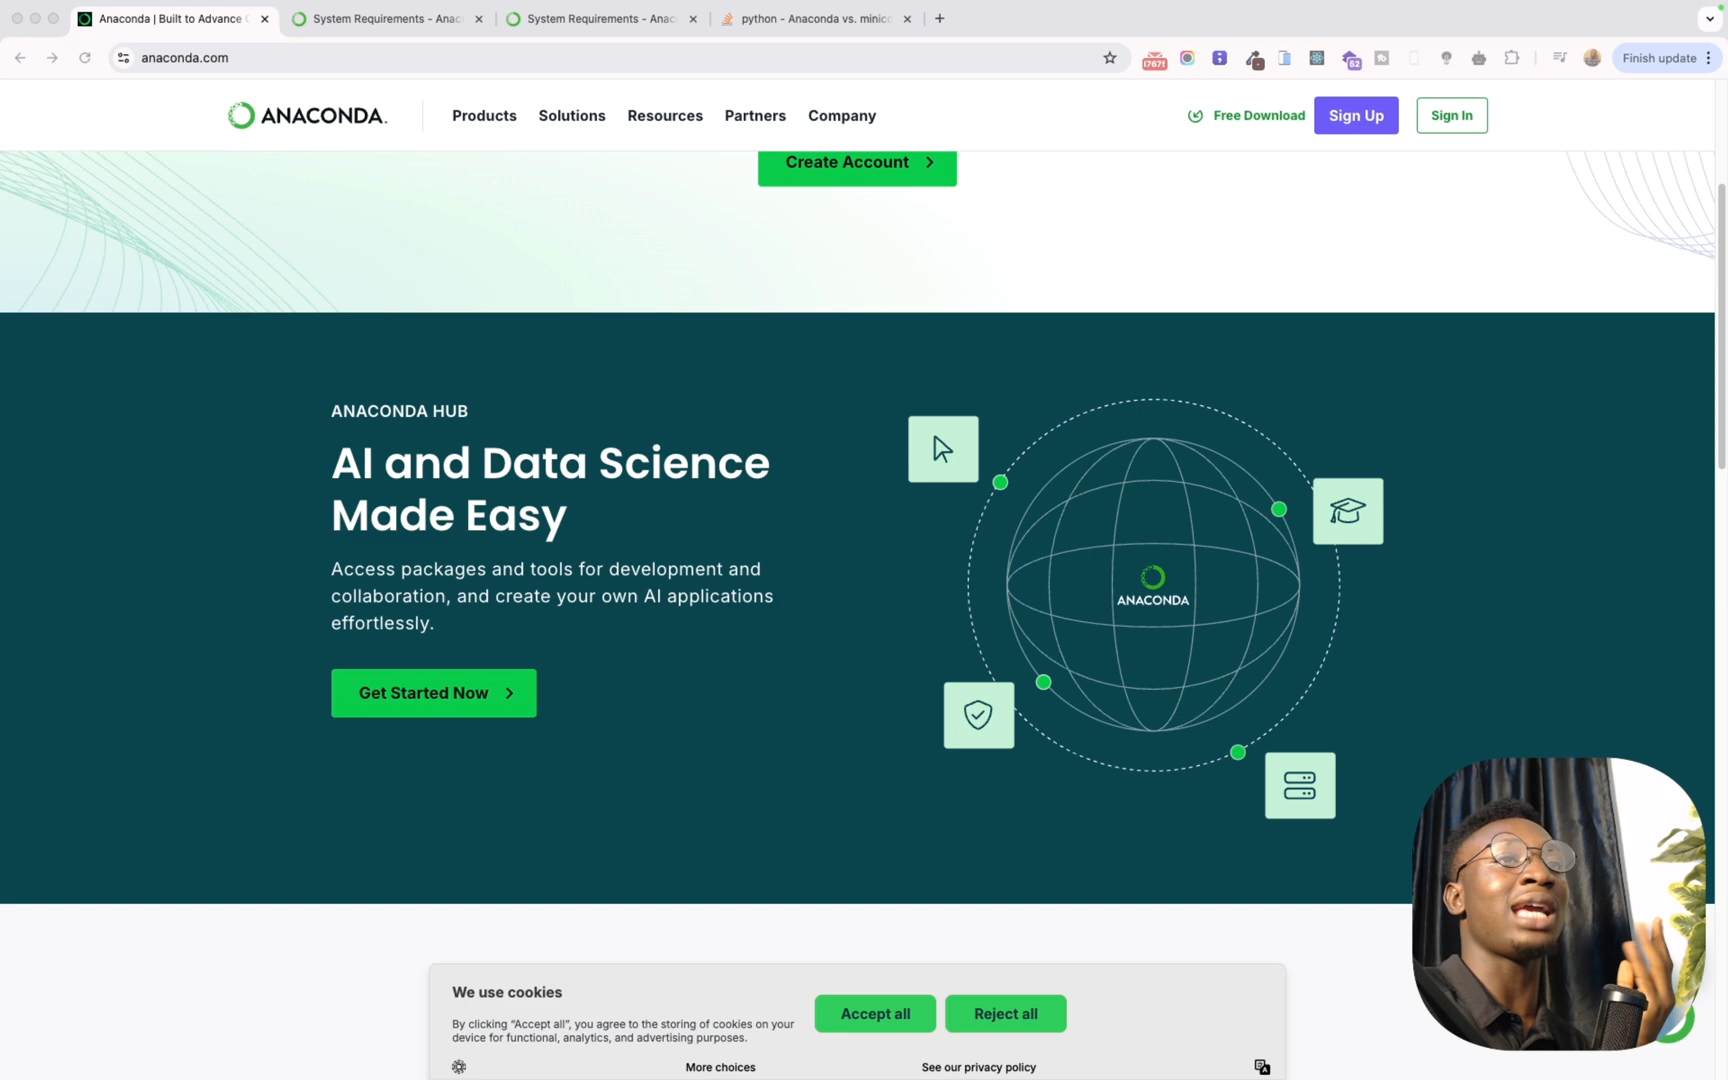 Anaconda | Built to Advance
System Requirements - Anac
System Requirements - Anac
python - Anaconda vs. minico
anaconda.com
1767!
52
Finish update
ANACONDA.
Products
Solutions
Resources
Partners
Company
Free Download
Sign Up
Sign In
Create Account
ANACONDA HUB
AI and Data Science
Made Easy
Access packages and tools for development and
collaboration, and create your own AI applications
effortlessly.
Get Started Now
ANACONDA
We use cookies
By clicking “Accept all”, you agree to the storing of cookies on your
device for functional, analytics, and advertising purposes.
Accept all
Reject all
More choices
See our privacy policy